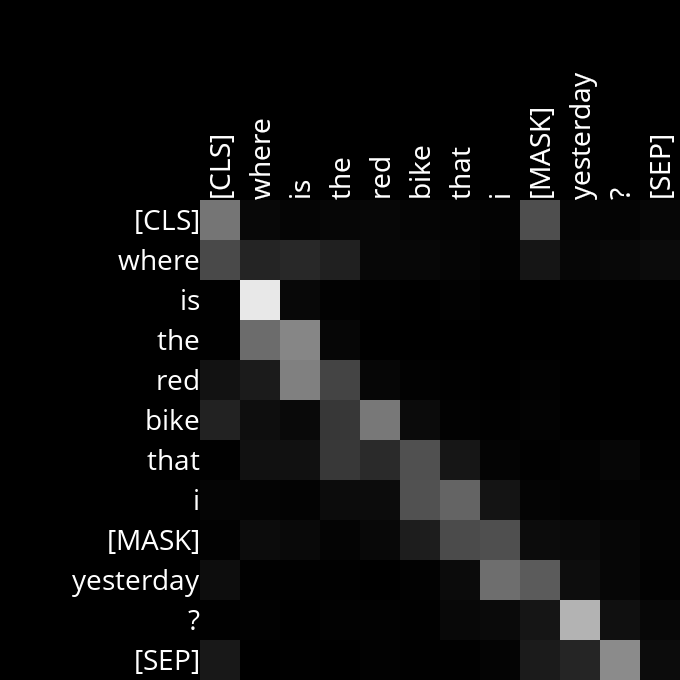 [CLS] where is the red bike that i [MASK] yesterday ? [SEP]
[CLS]
where
is
the
red
bike
that
i
[MASK]
yesterday
?
[SEP]